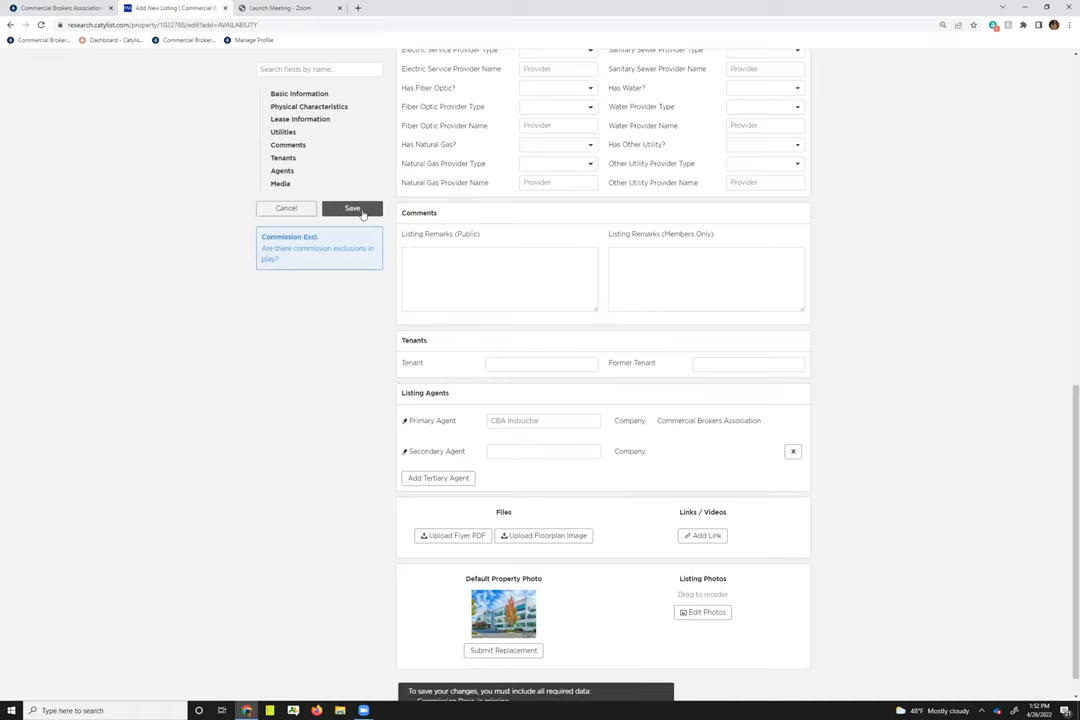 Commercial Brokers Association
Add New Listing | Commercial E
Launch Meeting - Zoom
research.catylist.com/property/1022788/edit?add=AVAILABILITY
Commercial Broker...
Dashboard - Catylis...
Commercial Broker...
Manage Profile
Search fields by name...
Basic Information
Physical Characteristics
Lease Information
Utilities
Comments
Tenants
Agents
Media
Cancel
Save
Commission Excl.
Are there commission exclusions in
play?
Electric Service Provider Type
Sanitary Sewer Provider Type
Electric Service Provider Name
Provider
Sanitary Sewer Provider Name
Provider
Has Fiber Optic?
Has Water?
Fiber Optic Provider Type
Water Provider Type
Fiber Optic Provider Name
Provider
Water Provider Name
Provider
Has Natural Gas?
Has Other Utility?
Natural Gas Provider Type
Other Utility Provider Type
Natural Gas Provider Name
Provider
Other Utility Provider Name
Provider
Comments
Listing Remarks (Public)
Listing Remarks (Members Only)
Tenants
Tenant
Former Tenant
Listing Agents
Primary Agent
CBA Instructor
Company:
Commercial Brokers Association
Secondary Agent
Company:
Add Tertiary Agent
Files
Links / Videos
Upload Flyer PDF
Upload Floorplan Image
Add Link
Default Property Photo
Listing Photos
Drag to reorder
Edit Photos
Submit Replacement
To save your changes, you must include all required data:
Type here to search
48°F Mostly cloudy
1:52 PM
4/26/2022